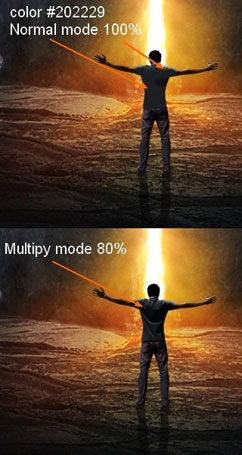 color #202229
Normal mode 100%
Multipy mode 80%